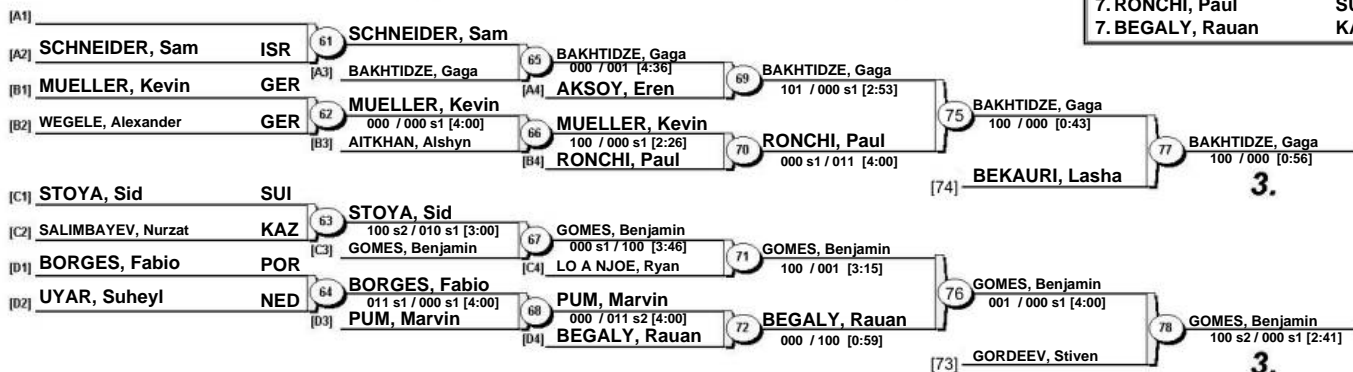 7. RONCHI, Paul SU
7. BEGALY, Rauan KA
[A1]
[A2] SCHNEIDER, Sam ISR
61 SCHNEIDER, Sam
[A3] BAKHTIDZE, Gaga
65 BAKHTIDZE, Gaga
000 / 001 [4:36]
[A4] AKSOY, Eren
69 BAKHTIDZE, Gaga
101 / 000 s1 [2:53]
[B1] MUELLER, Kevin GER
[B2] WEGELE, Alexander GER
62 MUELLER, Kevin
000 / 000 s1 [4:00]
[B3] AITKHAN, Alshyn
66 MUELLER, Kevin
100 / 000 s1 [2:26]
[B4] RONCHI, Paul
70 RONCHI, Paul
000 s1 / 011 [4:00]
75 BAKHTIDZE, Gaga
100 / 000 [0:43]
[74] BEKAURI, Lasha
77 BAKHTIDZE, Gaga
100 / 000 [0:56]
3.
[C1] STOYA, Sid SUI
[C2] SALIMBAYEV, Nurzat KAZ
63 STOYA, Sid
100 s2 / 010 s1 [3:00]
[C3] GOMES, Benjamin
67 GOMES, Benjamin
000 s1 / 100 [3:46]
[C4] LO A NJOE, Ryan
71 GOMES, Benjamin
100 / 001 [3:15]
[D1] BORGES, Fabio POR
[D2] UYAR, Suheyl NED
64 BORGES, Fabio
011 s1 / 000 s1 [4:00]
[D3] PUM, Marvin
68 PUM, Marvin
000 / 011 s2 [4:00]
[D4] BEGALY, Rauan
72 BEGALY, Rauan
000 / 100 [0:59]
76 GOMES, Benjamin
001 / 000 s1 [4:00]
[73] GORDEEV, Stiven
78 GOMES, Benjamin
100 s2 / 000 s1 [2:41]
3.